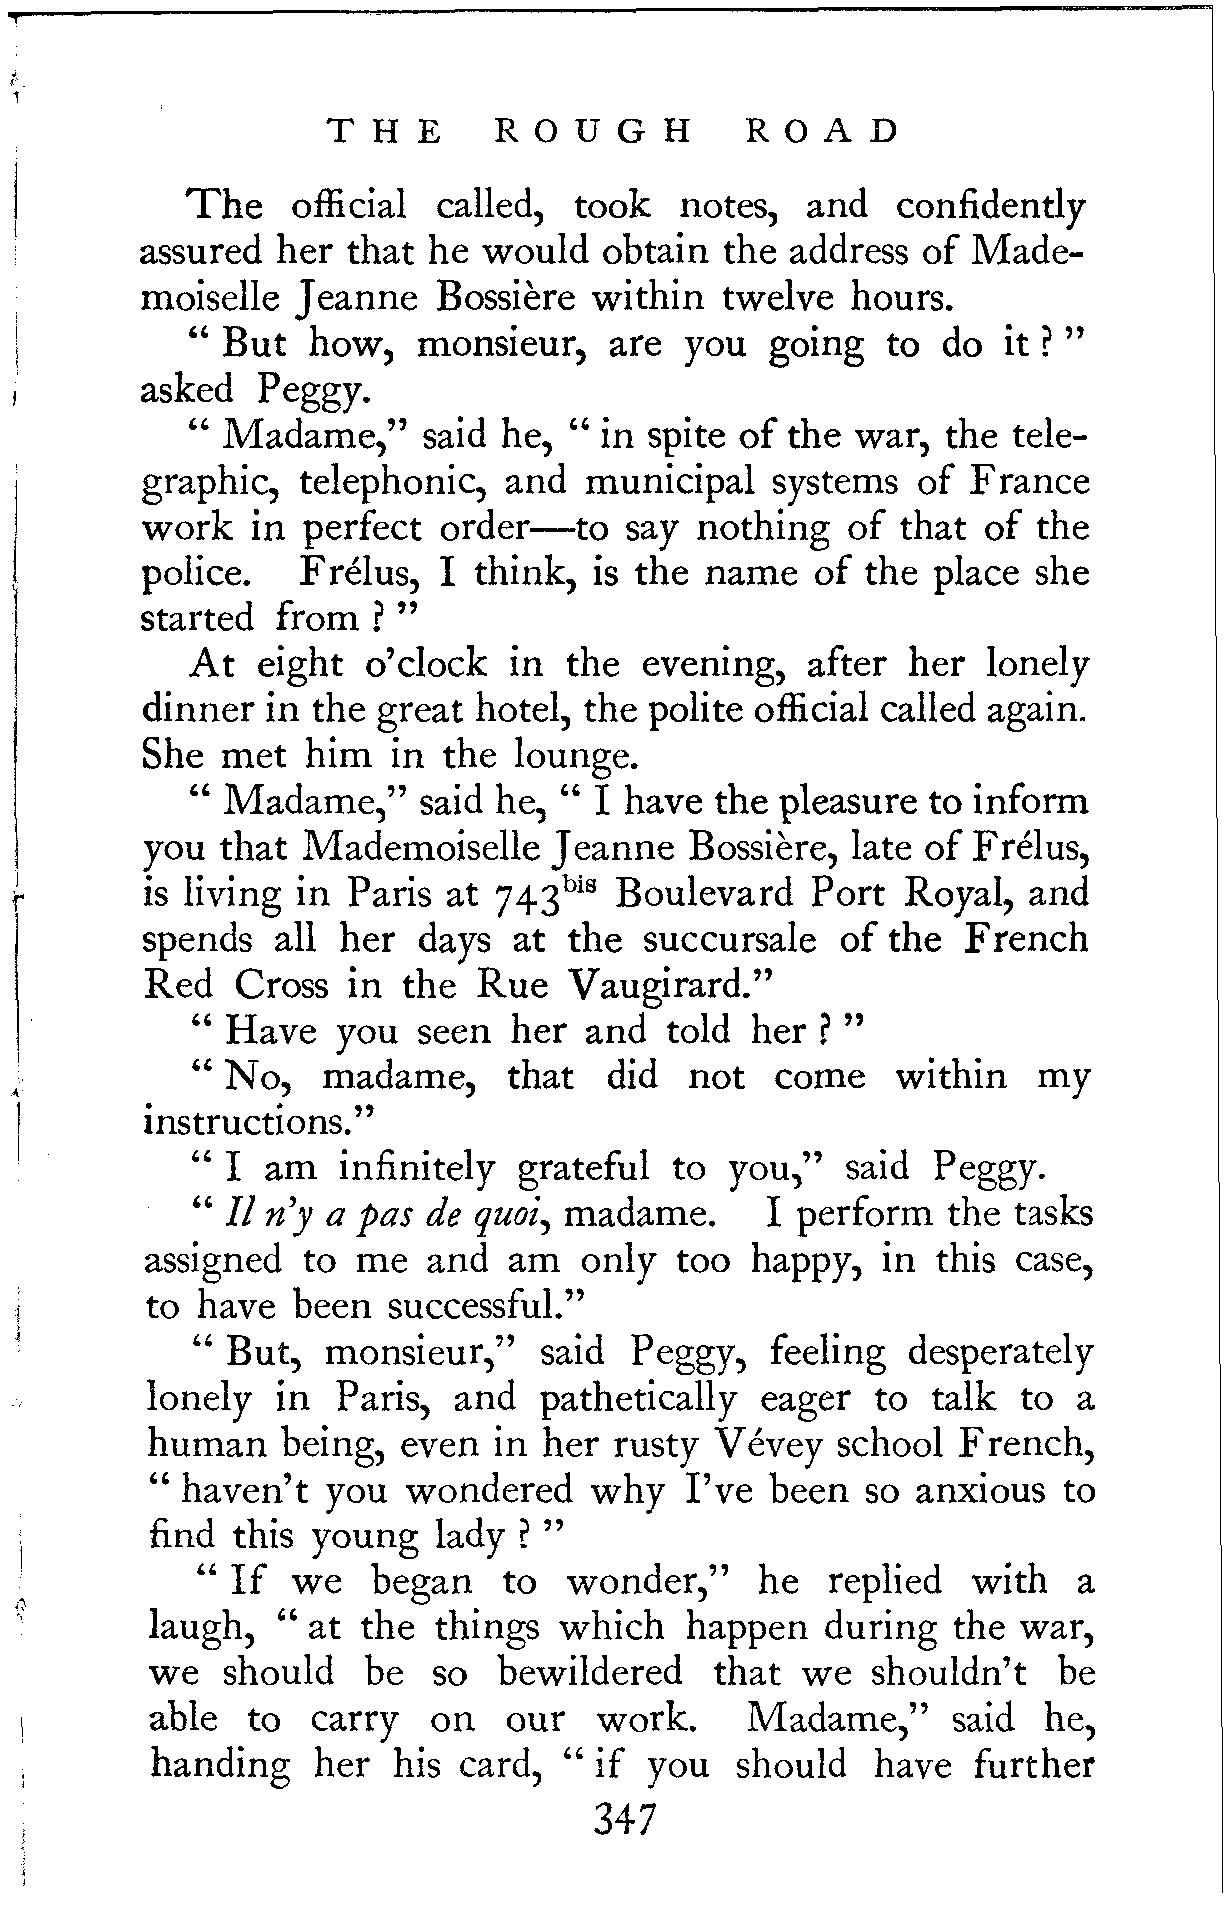 THE ROUGH ROAD
The official called, took notes, and confidently
assured her that he would obtain the address of Made-
moiselle Jeanne Bossière within twelve hours.
“ But how, monsieur, are you going to do it ? ”
asked Peggy.
“ Madame,” said he, “ in spite of the war, the tele-
graphic, telephonic, and municipal systems of France
work in perfect order—to say nothing of that of the
police. Frélus, I think, is the name of the place she
started from ? ”
At eight o’clock in the evening, after her lonely
dinner in the great hotel, the polite official called again.
She met him in the lounge.
“ Madame,” said he, “ I have the pleasure to inform
you that Mademoiselle Jeanne Bossière, late of Frélus,
is living in Paris at 743bis Boulevard Port Royal, and
spends all her days at the succursale of the French
Red Cross in the Rue Vaugirard.”
“ Have you seen her and told her ? ”
“ No, madame, that did not come within my
instructions.”
“ I am infinitely grateful to you,” said Peggy.
“ Il n’y a pas de quoi, madame. I perform the tasks
assigned to me and am only too happy, in this case,
to have been successful.”
“ But, monsieur,” said Peggy, feeling desperately
lonely in Paris, and pathetically eager to talk to a
human being, even in her rusty Vévey school French,
“ haven’t you wondered why I’ve been so anxious to
find this young lady ? ”
“ If we began to wonder,” he replied with a
laugh, “ at the things which happen during the war,
we should be so bewildered that we shouldn’t be
able to carry on our work. Madame,” said he,
handing her his card, “ if you should have further
347